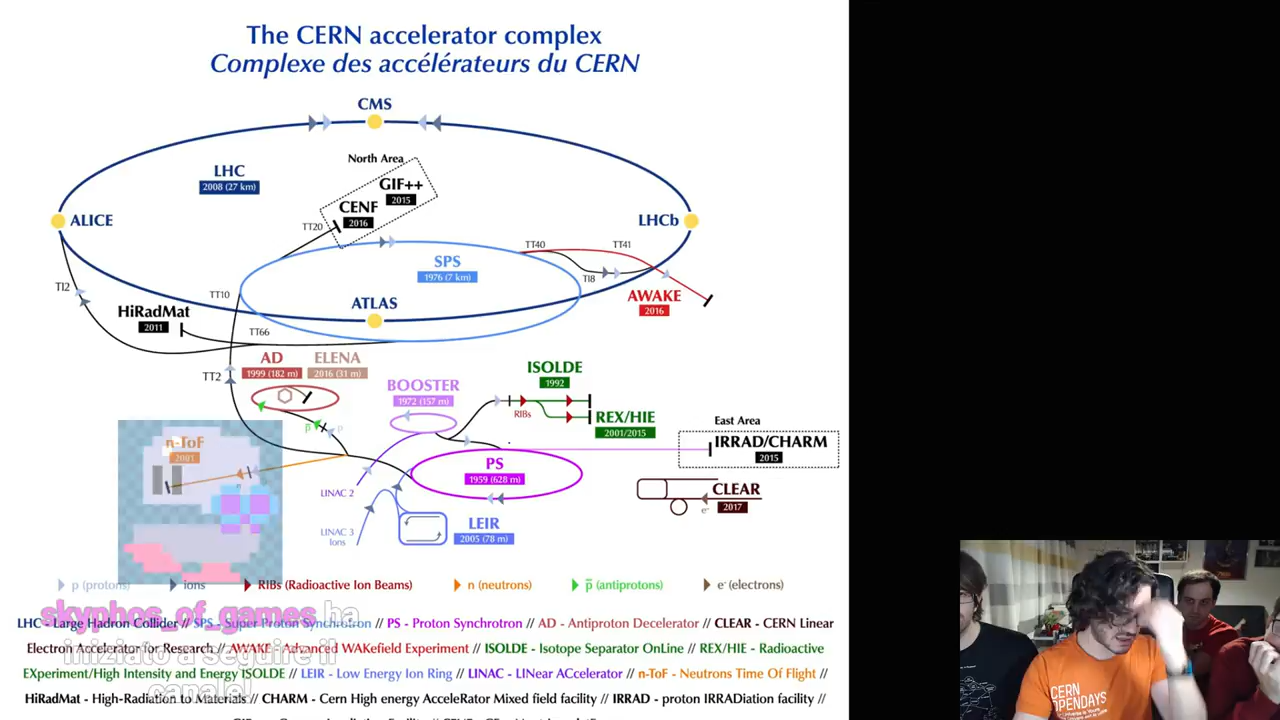 The CERN accelerator complex
Complexe des accélérateurs du CERN
CMS
North Area
LHC
2008 (27 km)
GIF++
2015
CENF
2016
ALICE
LHCb
TT20
TT40
TT41
SPS
1976 (7 km)
TI8
TI2
TT10
AWAKE
2016
ATLAS
HiRadMat
2011
TT66
AD
1999 (182 m)
ELENA
2016 (31 m)
TT2
ISOLDE
1992
BOOSTER
1972 (157 m)
RIBs
REX/HIE
2001/2015
p̅
p
East Area
IRRAD/CHARM
2015
n-ToF
2001
PS
1959 (628 m)
LINAC 2
CLEAR
2017
e-
LEIR
2005 (78 m)
LINAC 3
Ions
p (protons)
ions
RIBs (Radioactive Ion Beams)
n (neutrons)
p̅ (antiprotons)
e- (electrons)
skyphos_of_games ha
iniziato a seguire il
canale!
LHC - Large Hadron Collider // SPS - Super Proton Synchrotron // PS - Proton Synchrotron // AD - Antiproton Decelerator // CLEAR - CERN Linear
Electron Accelerator for Research // AWAKE - Advanced WAKefield Experiment // ISOLDE - Isotope Separator OnLine // REX/HIE - Radioactive
EXperiment/High Intensity and Energy ISOLDE // LEIR - Low Energy Ion Ring // LINAC - LINear ACcelerator // n-ToF - Neutrons Time Of Flight //
HiRadMat - High-Radiation to Materials // CHARM - Cern High energy AcceleRator Mixed field facility // IRRAD - proton IRRADiation facility //
CERN
OPENDAYS